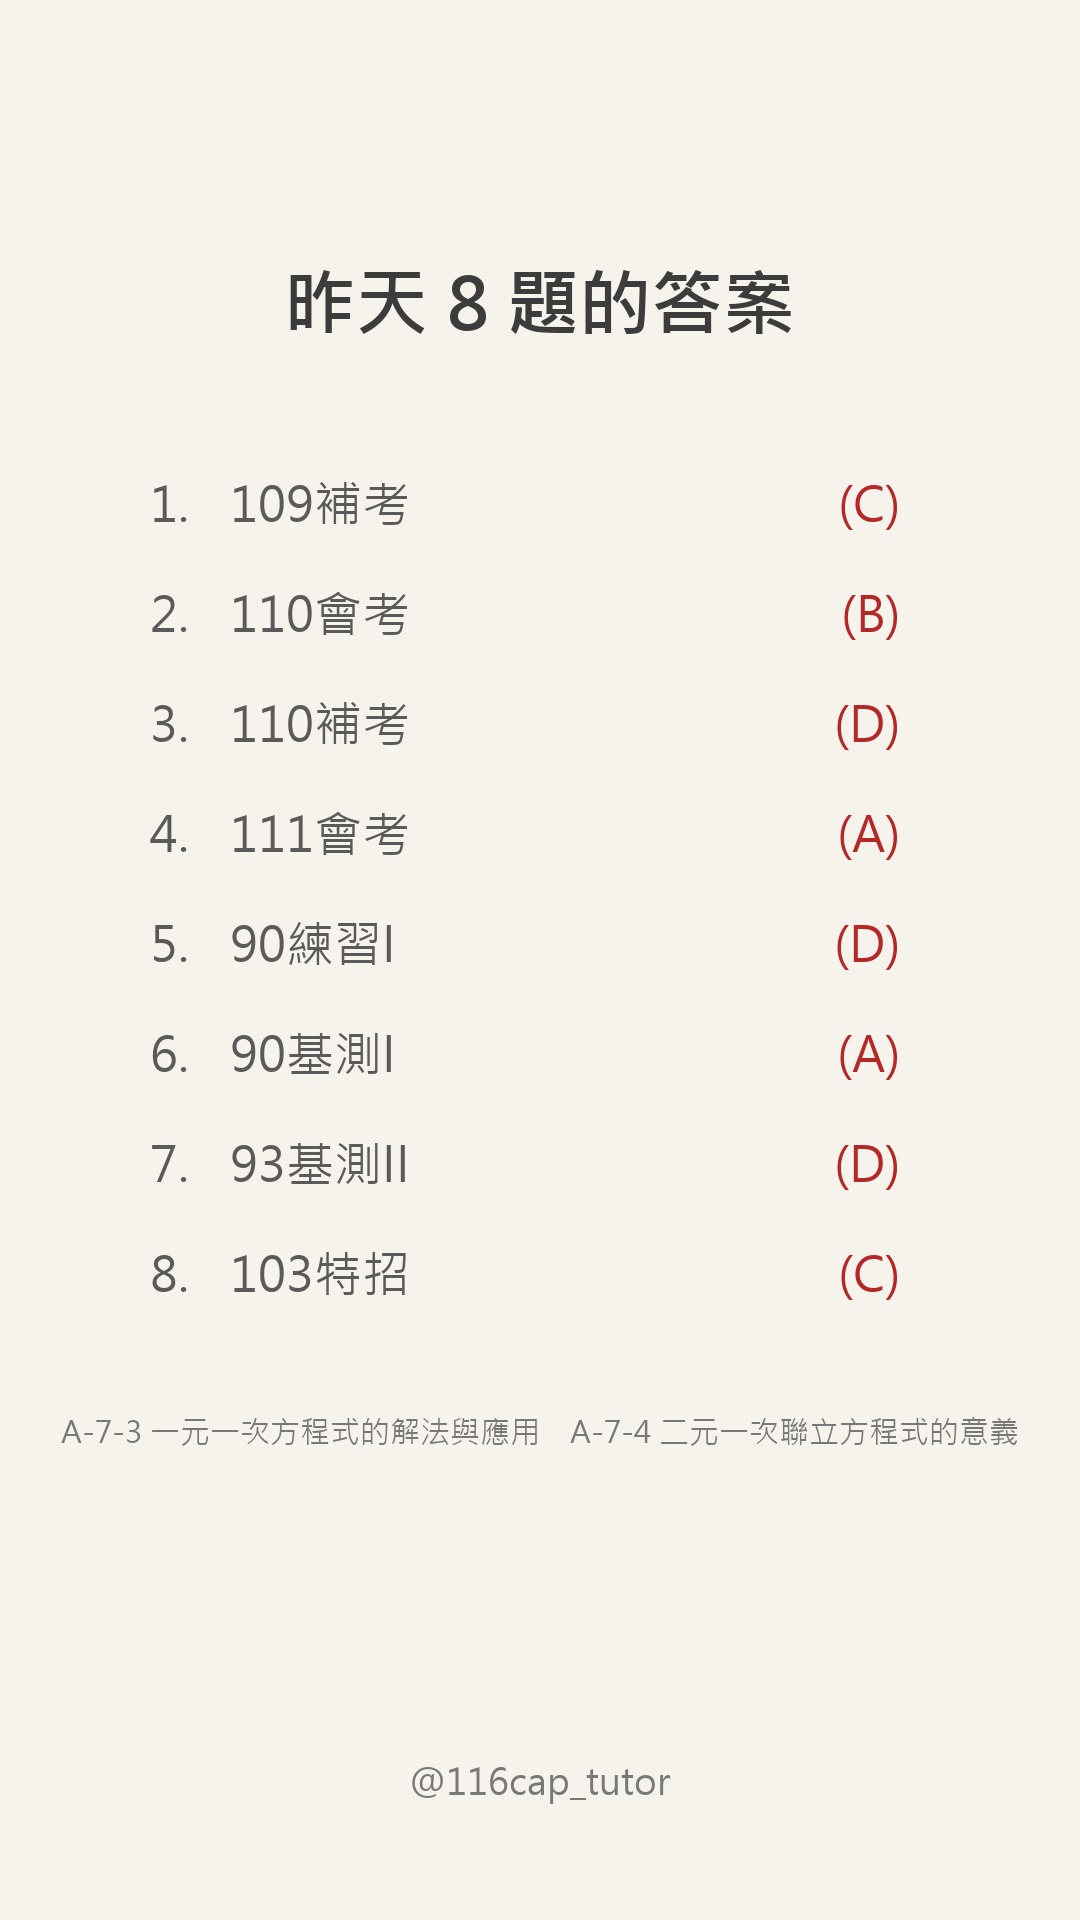 昨天 8 題的答案
1. 109補考 (C)
2. 110會考 (B)
3. 110補考 (D)
4. 111會考 (A)
5. 90練習I (D)
6. 90基測I (A)
7. 93基測II (D)
8. 103特招 (C)
A-7-3 一元一次方程式的解法與應用 A-7-4 二元一次聯立方程式的意義
@116cap_tutor